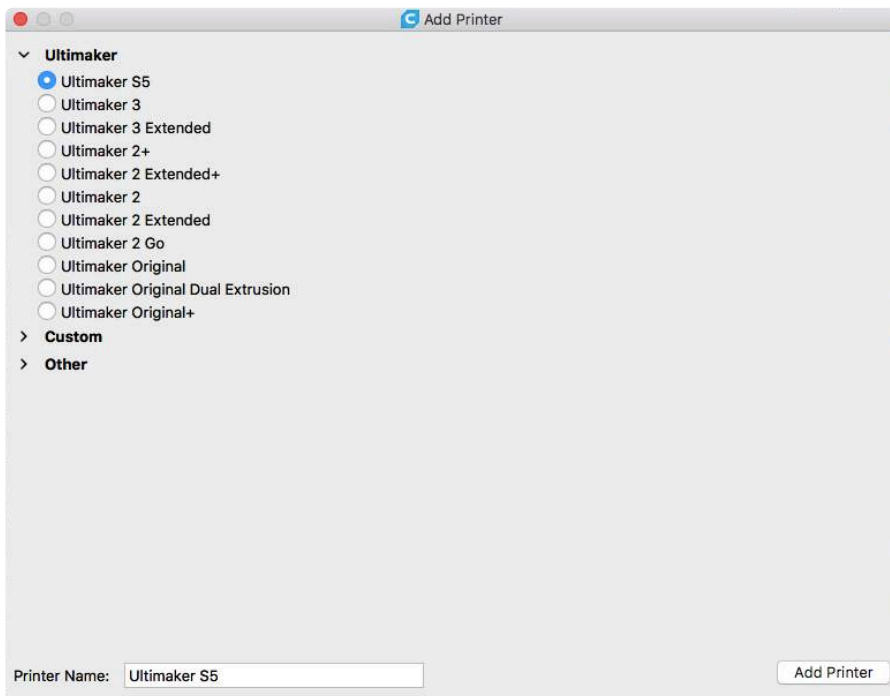 Add Printer
Ultimaker
Ultimaker S5
Ultimaker 3
Ultimaker 3 Extended
Ultimaker 2+
Ultimaker 2 Extended+
Ultimaker 2
Ultimaker 2 Extended
Ultimaker 2 Go
Ultimaker Original
Ultimaker Original Dual Extrusion
Ultimaker Original+
Custom
Other
Printer Name: Ultimaker S5 Add Printer